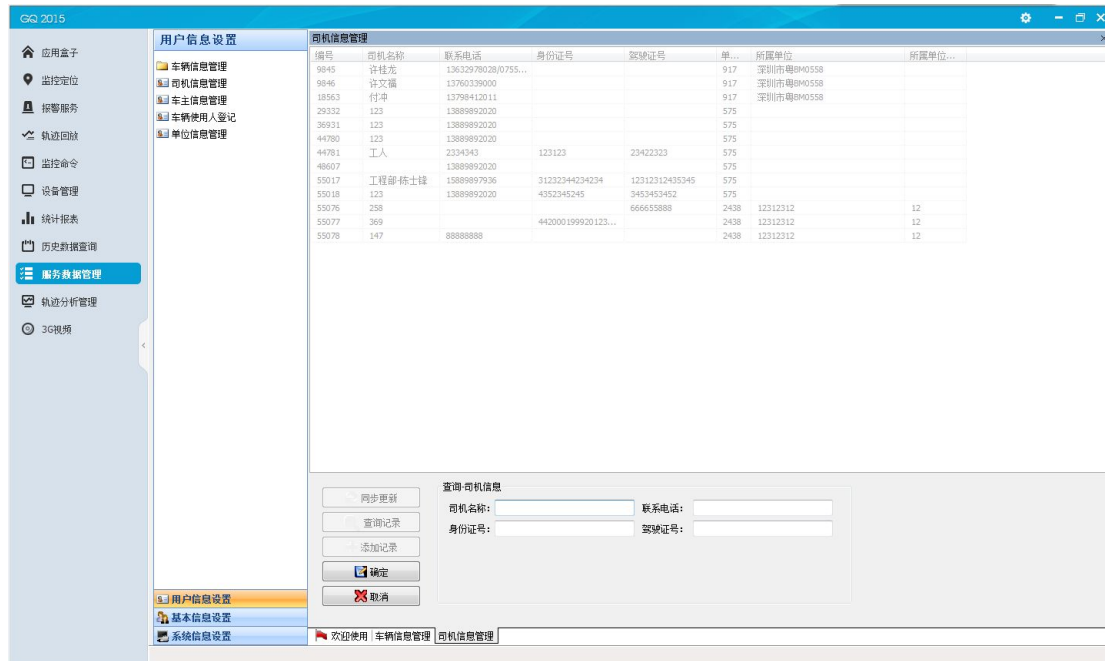 GQ 2015
应用盒子
监控定位
报警服务
轨迹回放
监控命令
设备管理
统计报表
历史数据查询
服务数据管理
轨迹分析管理
3G视频
用户信息设置
车辆信息管理
司机信息管理
车主信息管理
车辆使用人登记
单位信息管理
用户信息设置
基本信息设置
系统信息设置
司机信息管理
编号 司机名称 联系电话 身份证号 驾驶证号 单... 所属单位 所属单位...
9845 许桂龙 13632978028/0755... 917 深圳市粤BM0558
9846 许文福 13760339000 917 深圳市粤BM0558
18563 付冲 13798412011 917 深圳市粤BM0558
29332 123 13889892020 575
36931 123 13889892020 575
44780 123 13889892020 575
44781 工人 2334343 123123 23422323 575
48607 13889892020 575
55017 工程部-陈士锋 15889897936 31232344234234 12312312435345 575
55018 123 13889892020 4352345245 3453453452 575
55076 258 666655888 2438 12312312 12
55077 369 442000199920123... 2438 12312312 12
55078 147 88888888 2438 12312312 12
同步更新
查询记录
添加记录
确定
取消
查询-司机信息
司机名称: 联系电话:
身份证号: 驾驶证号:
欢迎使用 车辆信息管理 司机信息管理